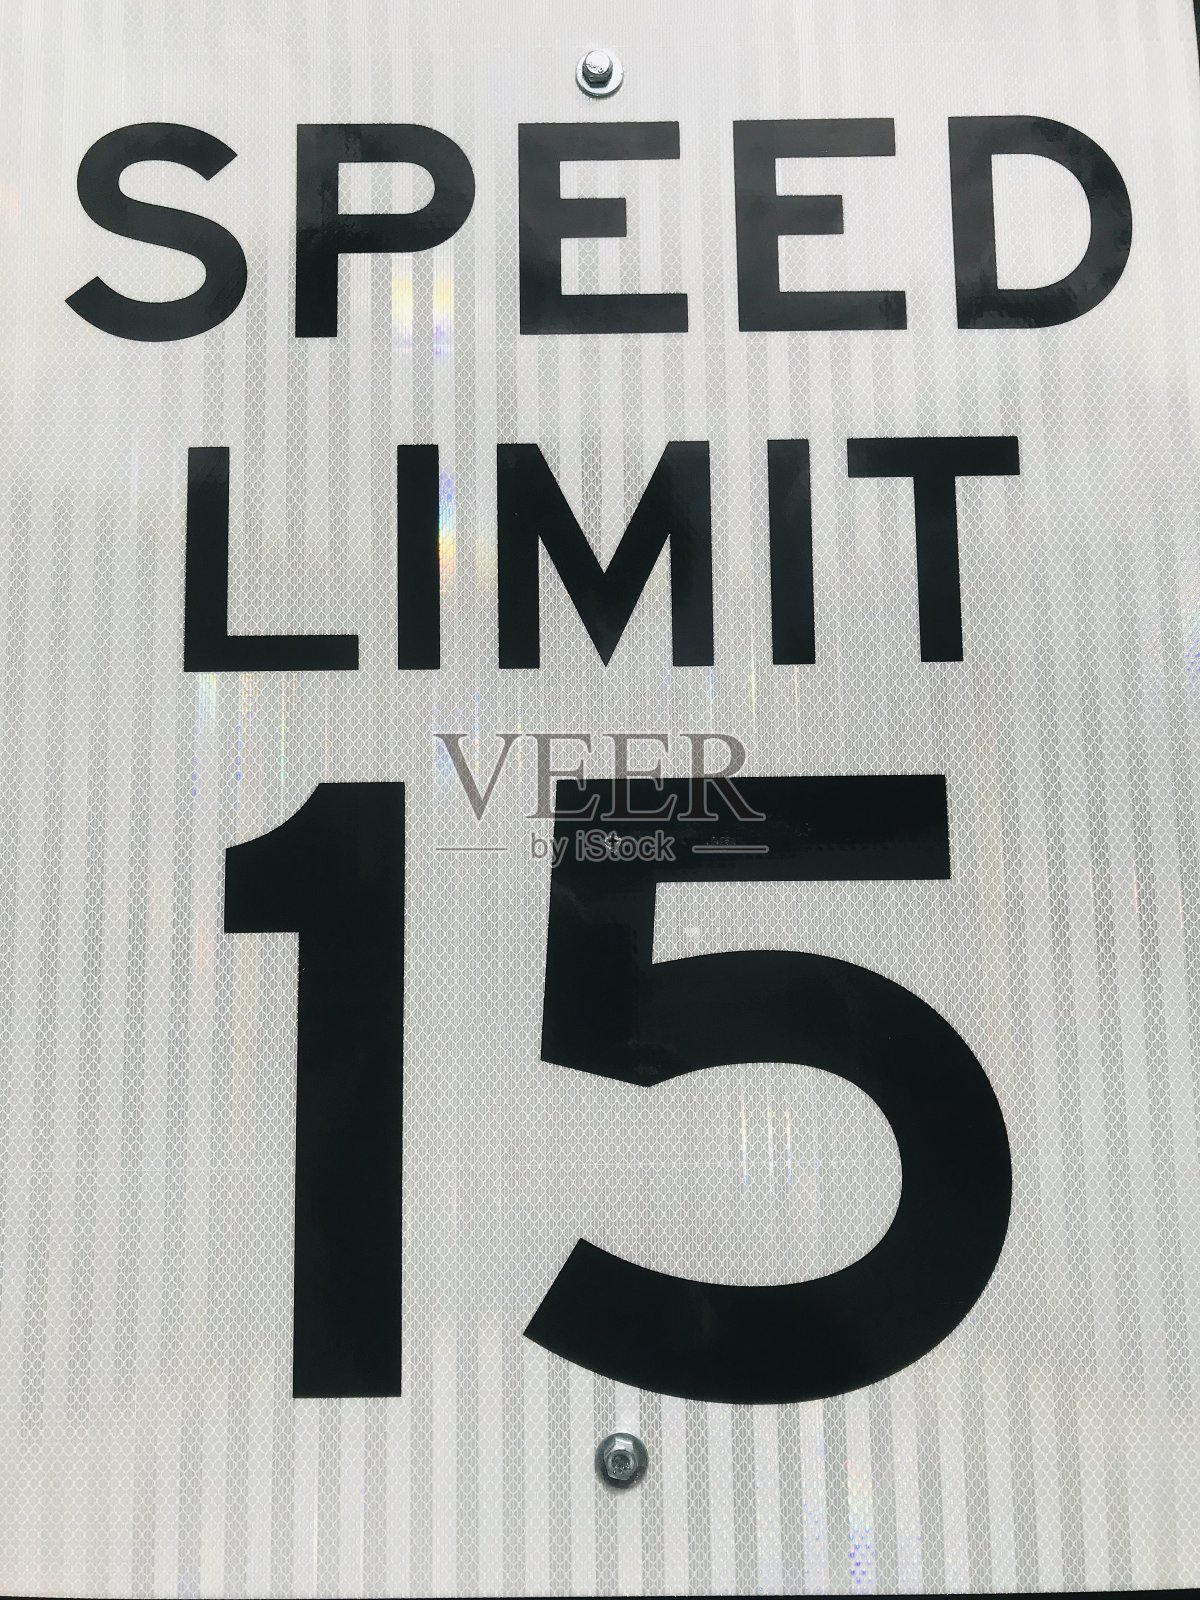 SPEED
LIMIT
15
VEER
by iStock